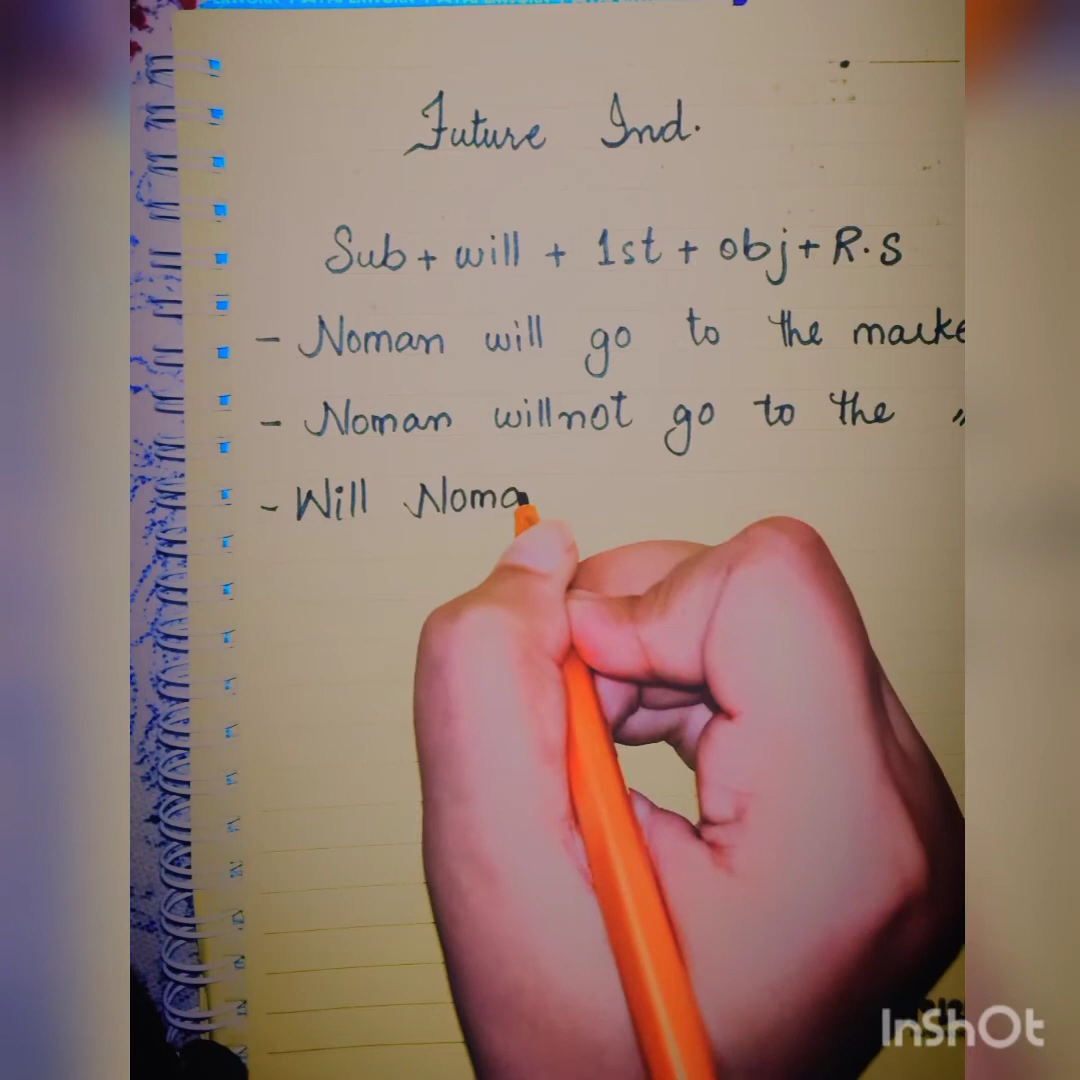 Future Ind.
Sub + will + 1st + obj + R.S
- Noman will go to the marke
- Noman willnot go to the "
- Will Noma
InShOt